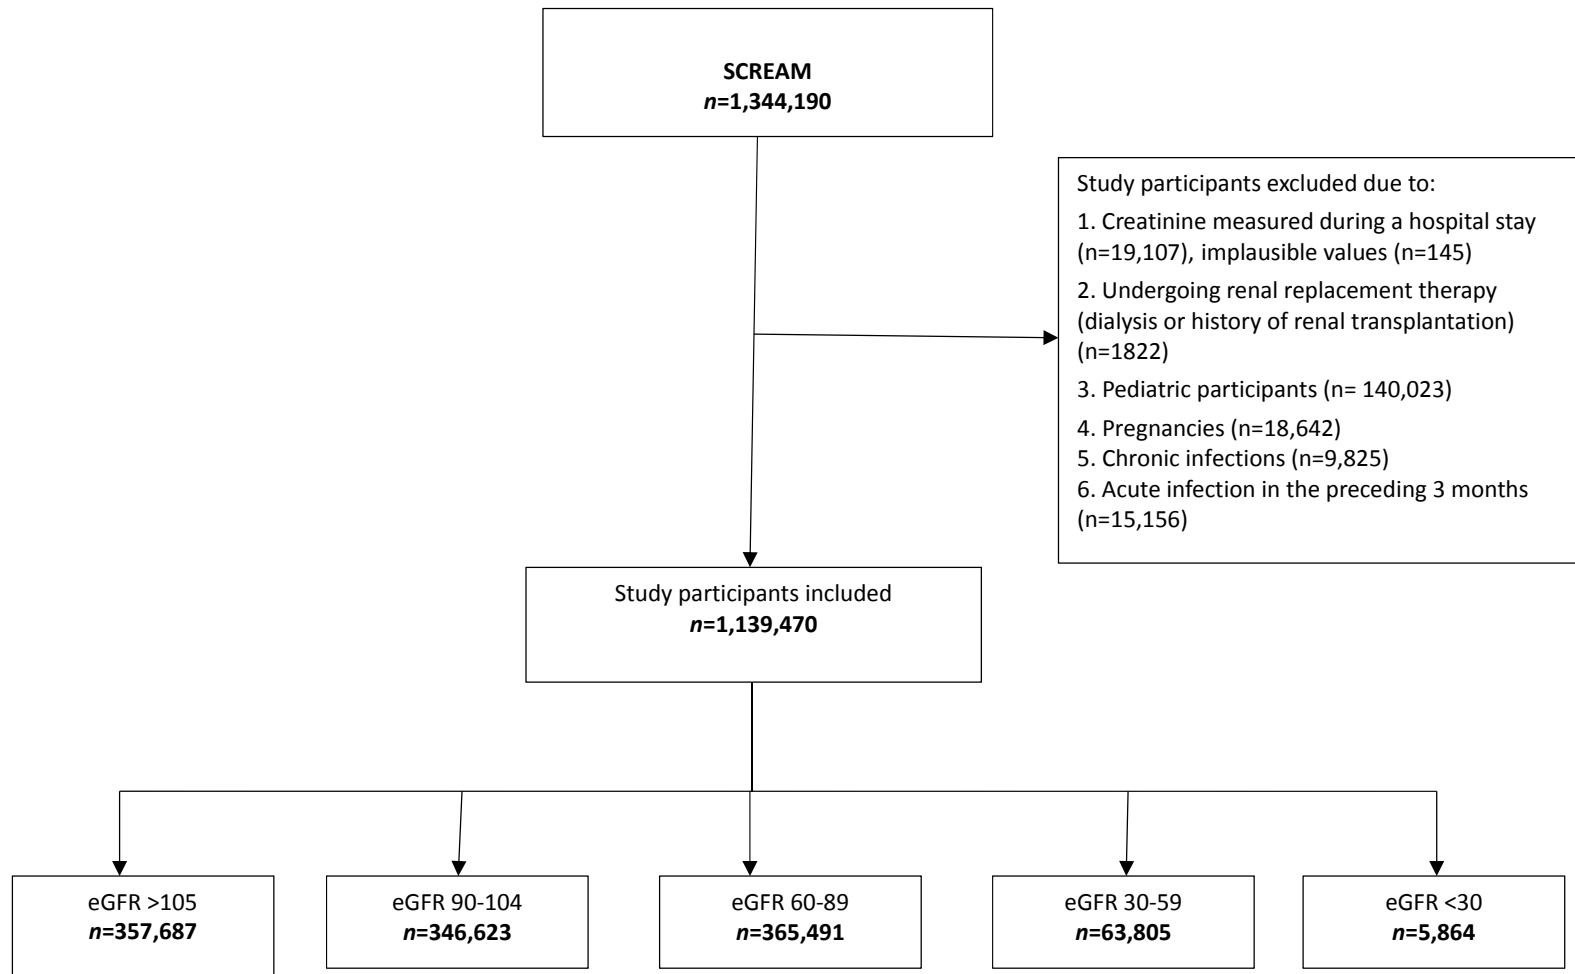 SCREAM
n=1,344,190
Study participants excluded due to:
1. Creatinine measured during a hospital stay
(n=19,107), implausible values (n=145)
2. Undergoing renal replacement therapy
(dialysis or history of renal transplantation)
(n=1822)
3. Pediatric participants (n= 140,023)
4. Pregnancies (n=18,642)
5. Chronic infections (n=9,825)
6. Acute infection in the preceding 3 months
(n=15,156)
Study participants included
n=1,139,470
eGFR >105
n=357,687
eGFR 90-104
n=346,623
eGFR 60-89
n=365,491
eGFR 30-59
n=63,805
eGFR <30
n=5,864